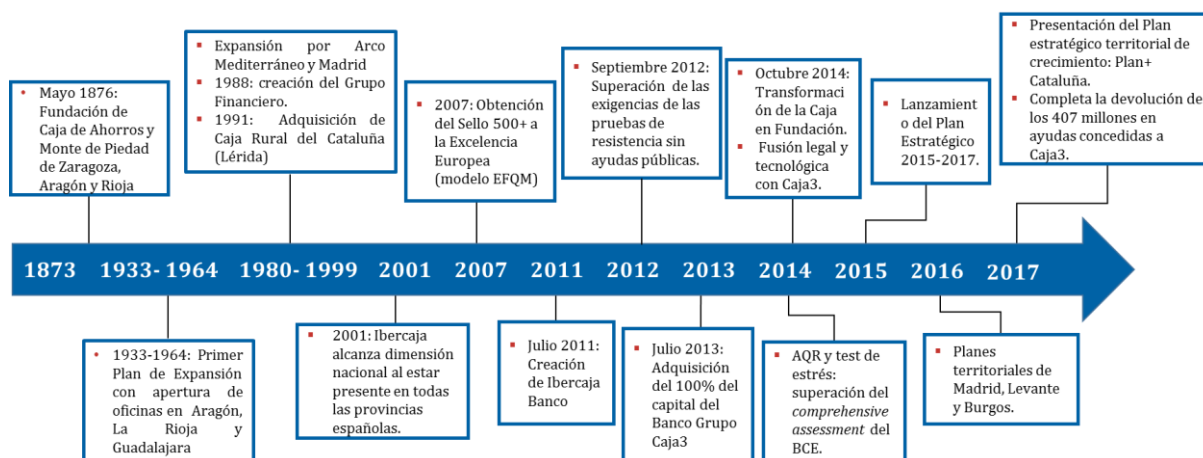 Mayo 1876:
Fundación de
Caja de Ahorros y
Monte de Piedad
de Zaragoza,
Aragón y Rioja
Expansión por Arco
Mediterráneo y Madrid
1988: creación del Grupo
Financiero.
1991: Adquisición de
Caja Rural del Cataluña
(Lérida)
2007: Obtención
del Sello 500+ a
la Excelencia
Europea
(modelo EFQM)
Septiembre 2012:
Superación de las
exigencias de las
pruebas de
resistencia sin
ayudas públicas.
Octubre 2014:
Transformació
n de la Caja
en Fundación.
Fusión legal y
tecnológica
con Caja3.
Lanzamient
o del Plan
Estratégico
2015-2017.
Presentación del Plan
estratégico territorial de
crecimiento: Plan+
Cataluña.
Completa la devolución de
los 407 millones en
ayudas concedidas a
Caja3.
1873 1933- 1964 1980- 1999 2001 2007 2011 2012 2013 2014 2015 2016 2017
1933-1964: Primer
Plan de Expansión
con apertura de
oficinas en Aragón,
La Rioja y
Guadalajara
2001: Ibercaja
alcanza dimensión
nacional al estar
presente en todas
las provincias
españolas.
Julio 2011:
Creación
de Ibercaja
Banco
Julio 2013:
Adquisición
del 100% del
capital del
Banco Grupo
Caja3
AQR y test de
estrés:
superación del
comprehensive
assessment del
BCE.
Planes
territoriales de
Madrid, Levante
y Burgos.